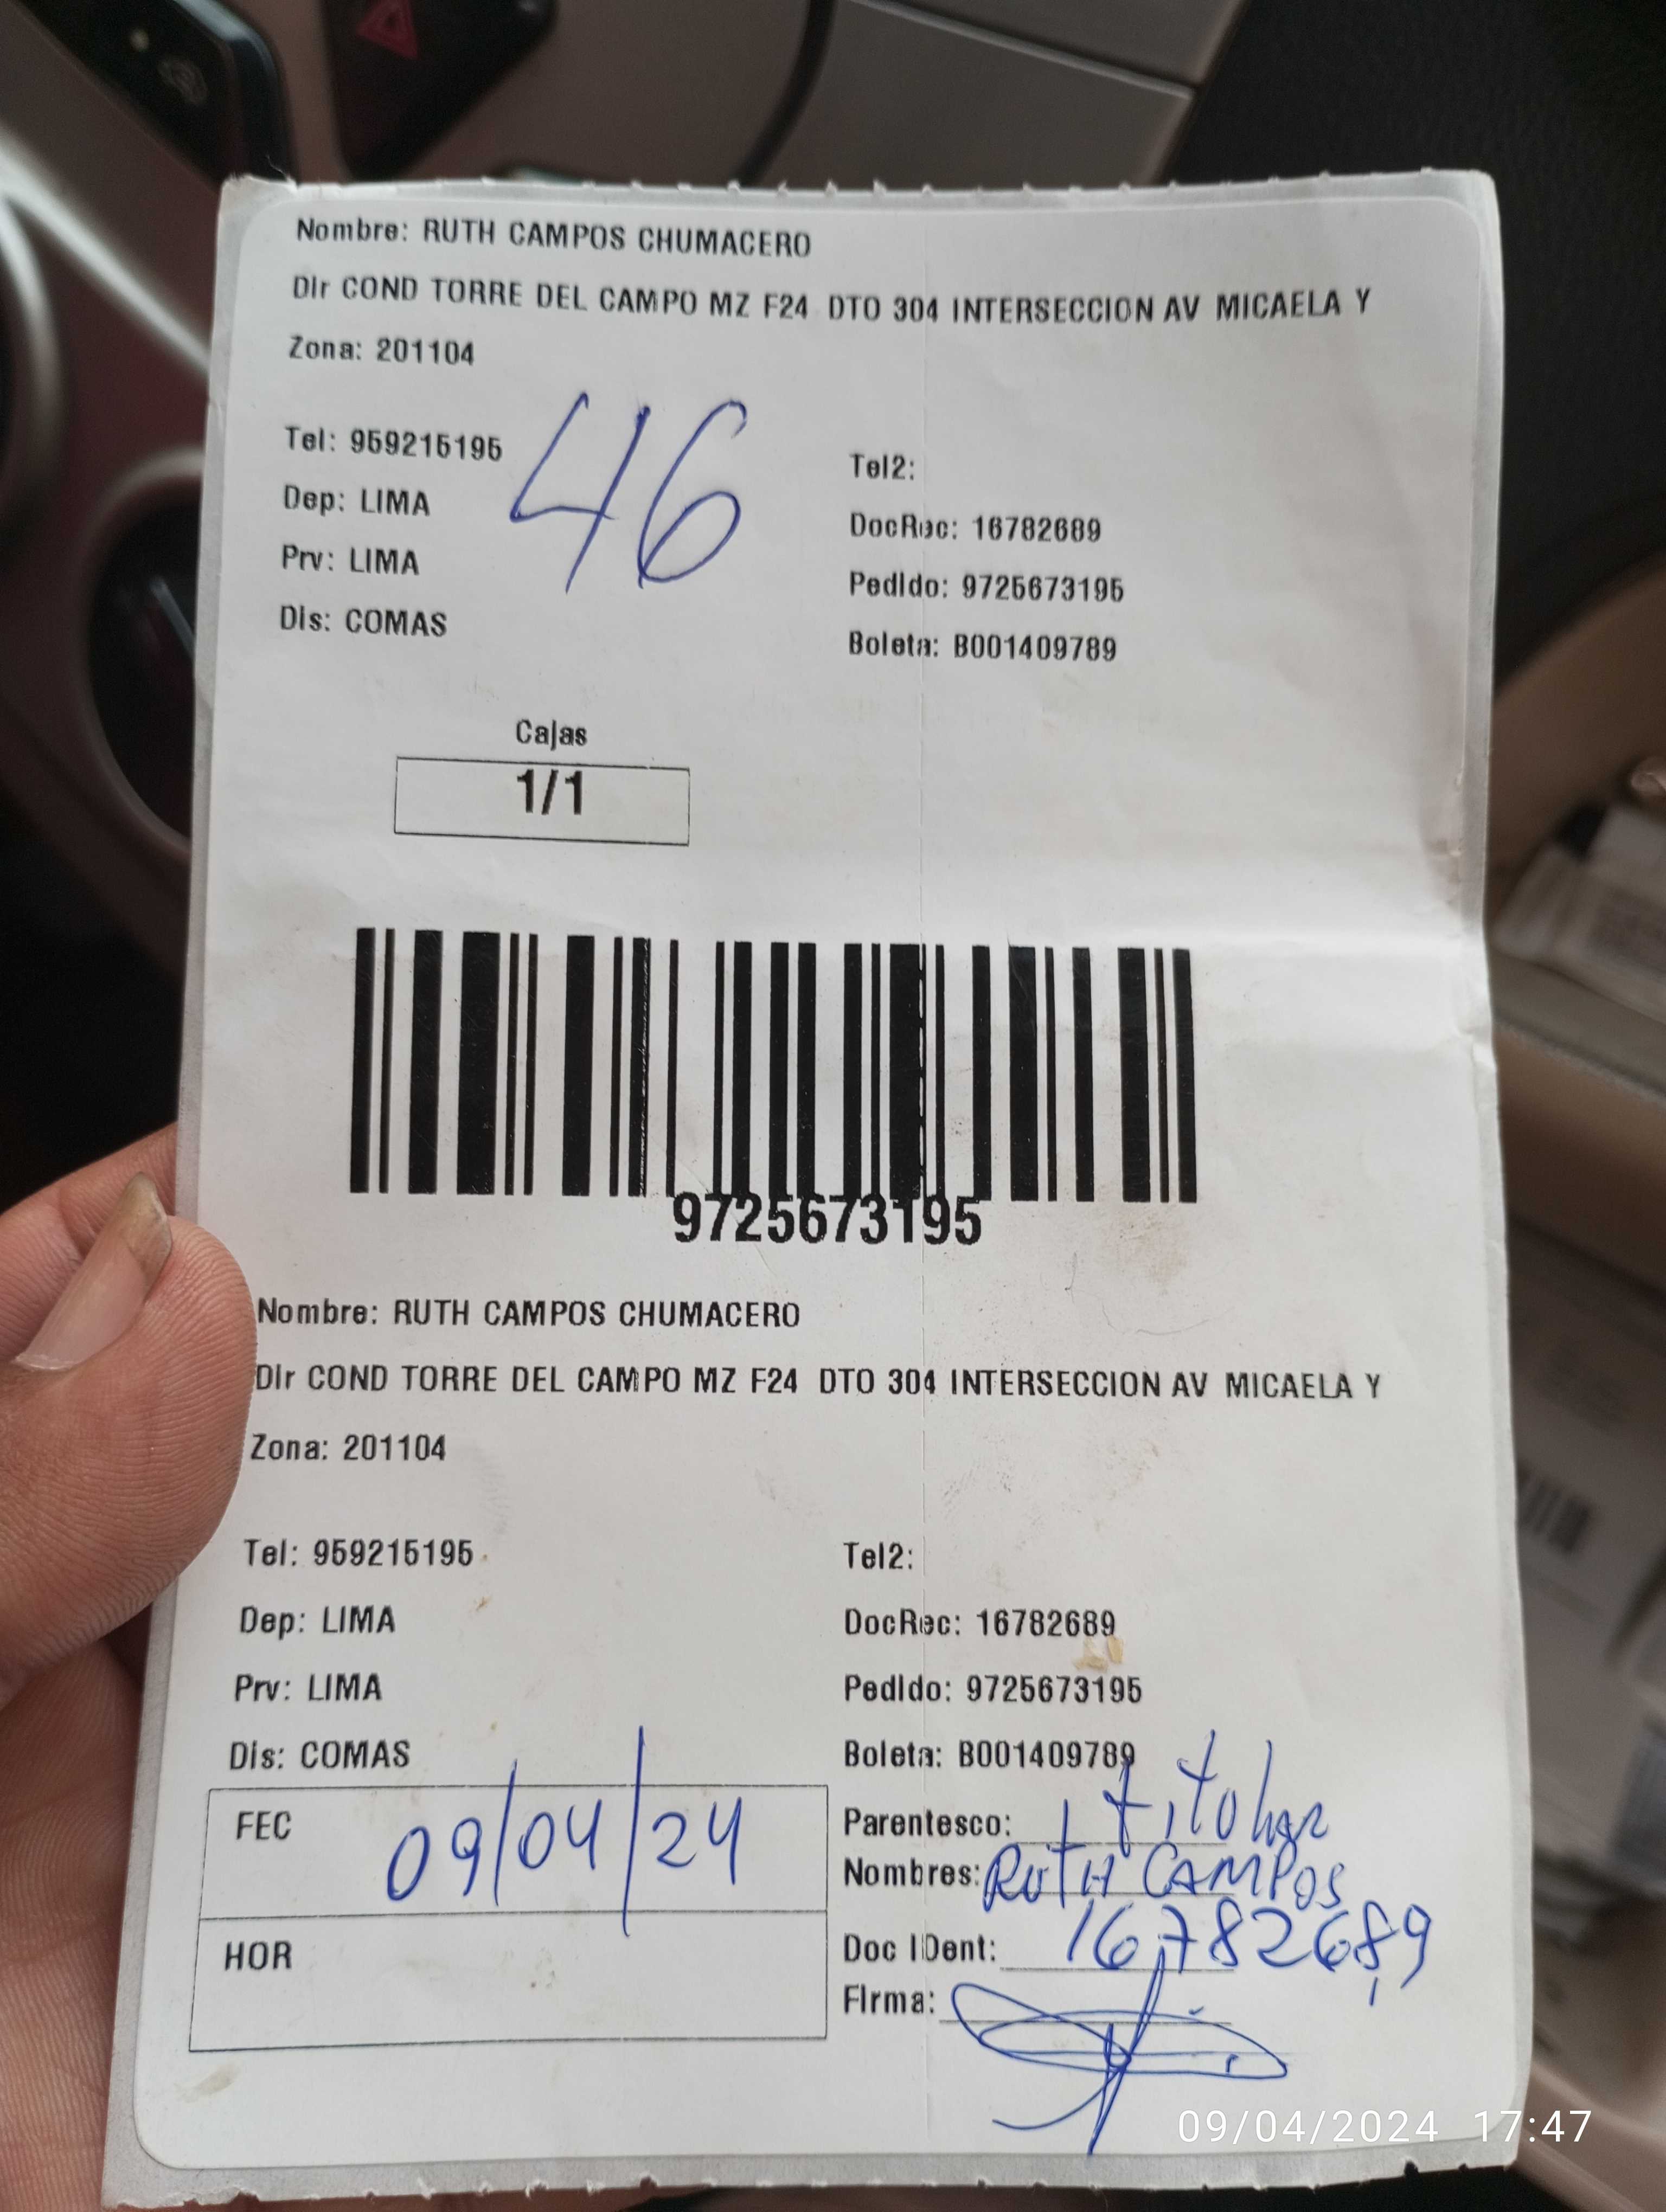 Nombre: RUTH CAMPOS CHUMACERO
Dir COND TORRE DEL CAMPO MZ F24 DTO 304 INTERSECCION AV MICAELA Y
Zona: 201104
46
Tel: 959215195
Tel2:
Dep: LIMA
DocRec: 16782689
Prv: LIMA
Pedido: 9725673195
Dis: COMAS
Boleta: B001409789
Cajas
1/1
9725673195
Nombre: RUTH CAMPOS CHUMACERO
Dir COND TORRE DEL CAMPO MZ F24 DTO 304 INTERSECCION AV MICAELA Y
Zona: 201104
Tel: 959215195
Tel2:
Dep: LIMA
DocRec: 16782689
Prv: LIMA
Pedido: 9725673195
Dis: COMAS
Boleta: B001409789
FEC 09/04/24
Parentesco: titular
Nombres: RUTH CAMPOS
HOR
Doc IDent: 16782689
Firma:
09/04/2024 17:47